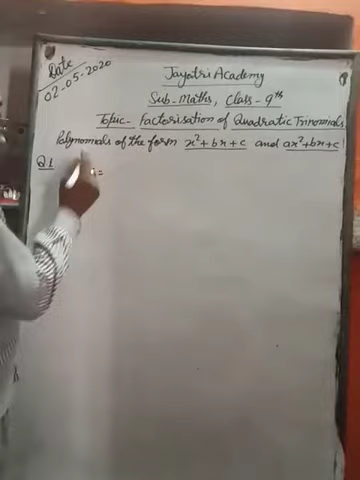 Date
02-05-2020
Jayotri Academy
Sub- Maths, Class - 9th
Topic- Factorisation of Quadratic Trinomials
Polynomials of the form x²+bx+c and ax²+bx+c
Q1